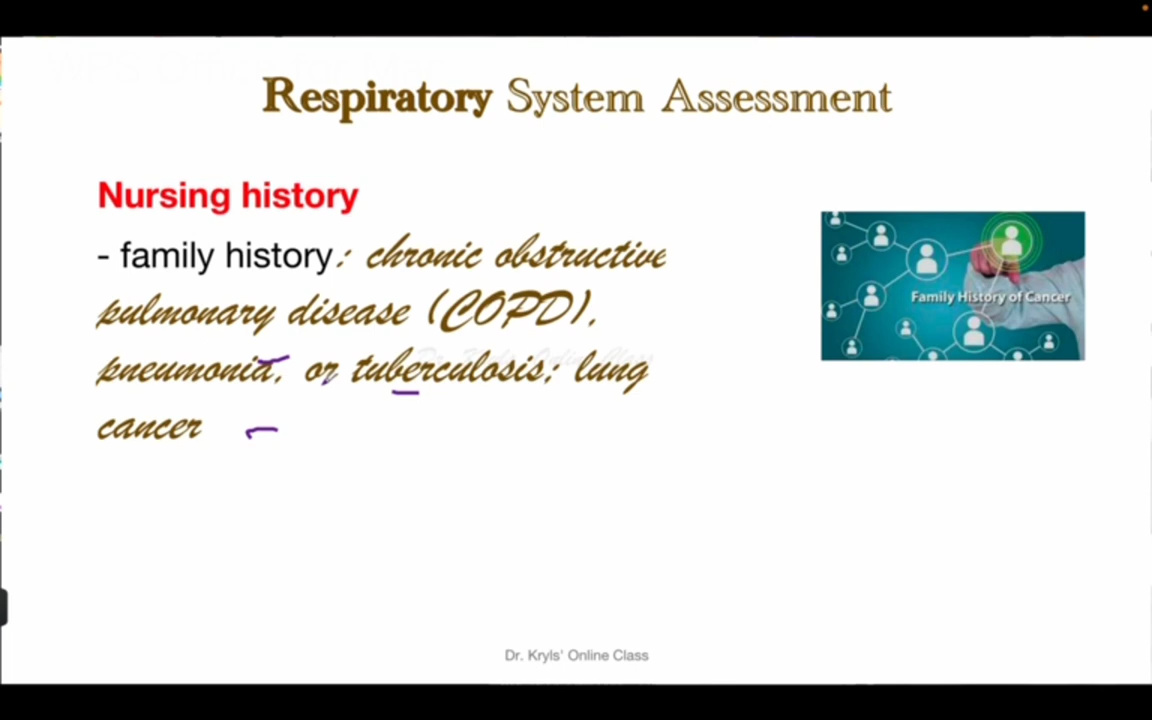 Respiratory System Assessment
Nursing history
- family history: chronic obstructive
pulmonary disease (COPD),
pneumonia, or tuberculosis; lung
cancer
Family History of Cancer
Dr. Kryls' Online Class